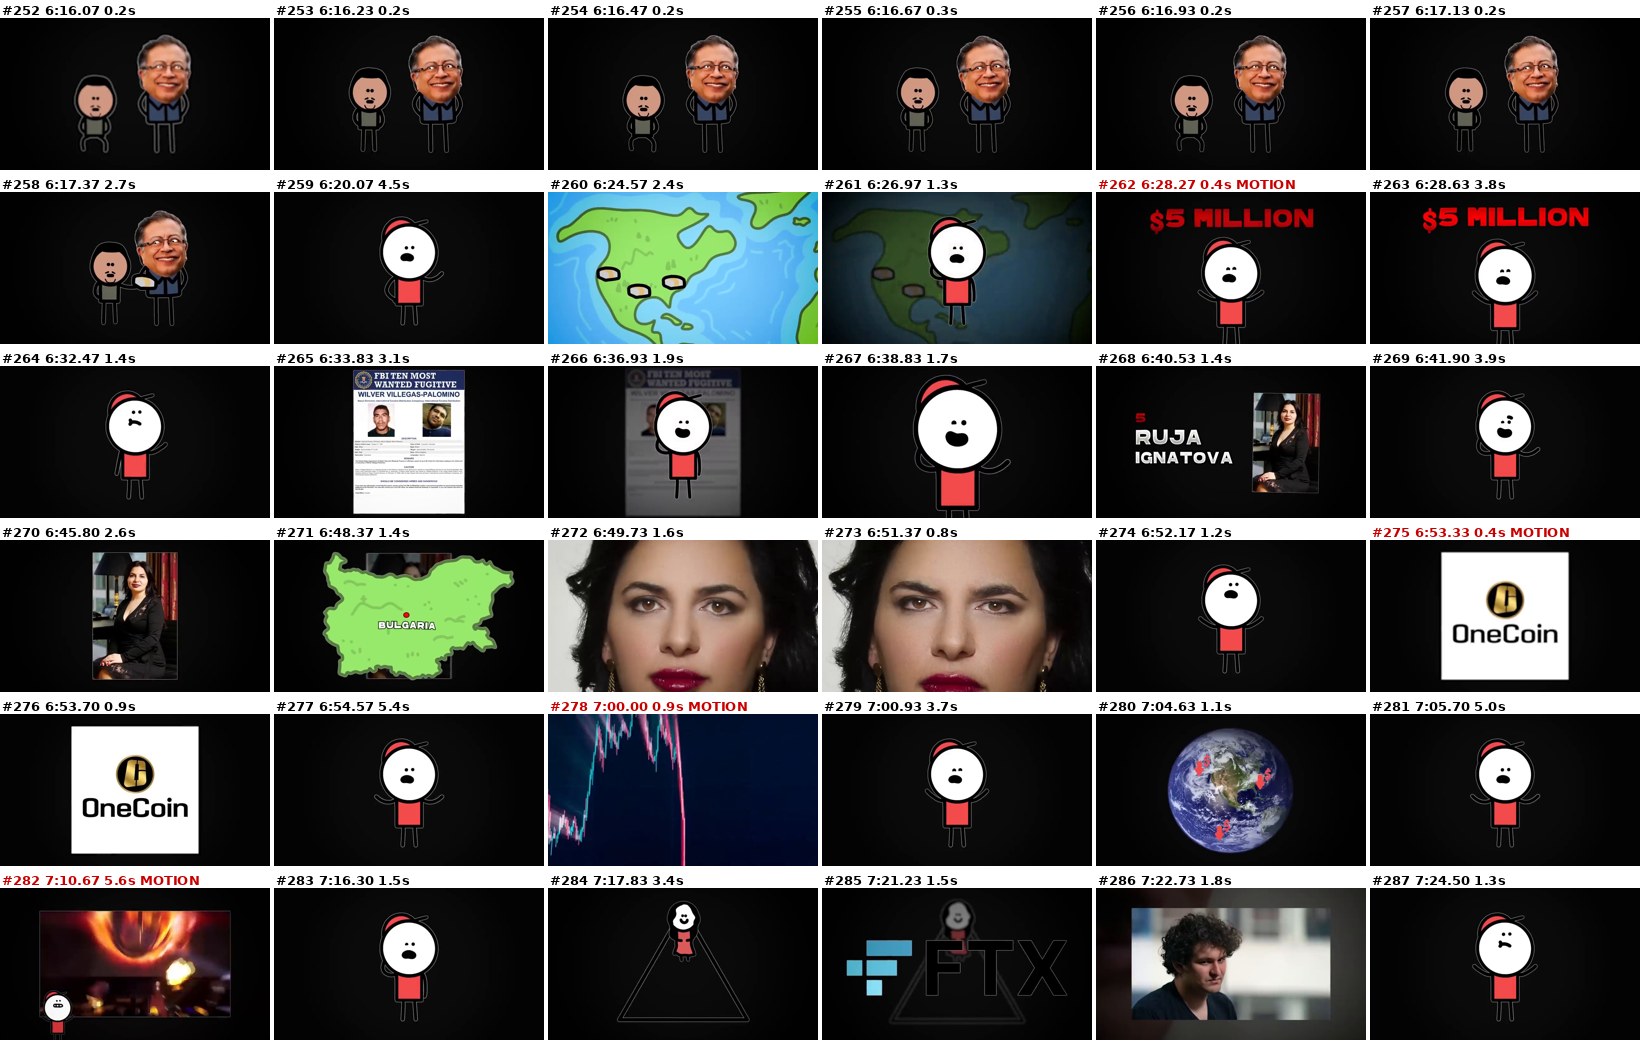 #252 6:16.07 0.2s
#253 6:16.23 0.2s
#254 6:16.47 0.2s
#255 6:16.67 0.3s
#256 6:16.93 0.2s
#257 6:17.13 0.2s
#258 6:17.37 2.7s
#259 6:20.07 4.5s
#260 6:24.57 2.4s
#261 6:26.97 1.3s
#262 6:28.27 0.4s MOTION
$5 MILLION
#263 6:28.63 3.8s
$5 MILLION
#264 6:32.47 1.4s
#265 6:33.83 3.1s
FBI TEN MOST
WANTED FUGITIVE
WILVER VILLEGAS-PALOMINO
#266 6:36.93 1.9s
FBI TEN MOST
WANTED FUGITIVE
#267 6:38.83 1.7s
#268 6:40.53 1.4s
5
RUJA
IGNATOVA
#269 6:41.90 3.9s
#270 6:45.80 2.6s
#271 6:48.37 1.4s
BULGARIA
#272 6:49.73 1.6s
#273 6:51.37 0.8s
#274 6:52.17 1.2s
#275 6:53.33 0.4s MOTION
OneCoin
#276 6:53.70 0.9s
OneCoin
#277 6:54.57 5.4s
#278 7:00.00 0.9s MOTION
#279 7:00.93 3.7s
#280 7:04.63 1.1s
#281 7:05.70 5.0s
#282 7:10.67 5.6s MOTION
#283 7:16.30 1.5s
#284 7:17.83 3.4s
#285 7:21.23 1.5s
FTX
#286 7:22.73 1.8s
#287 7:24.50 1.3s